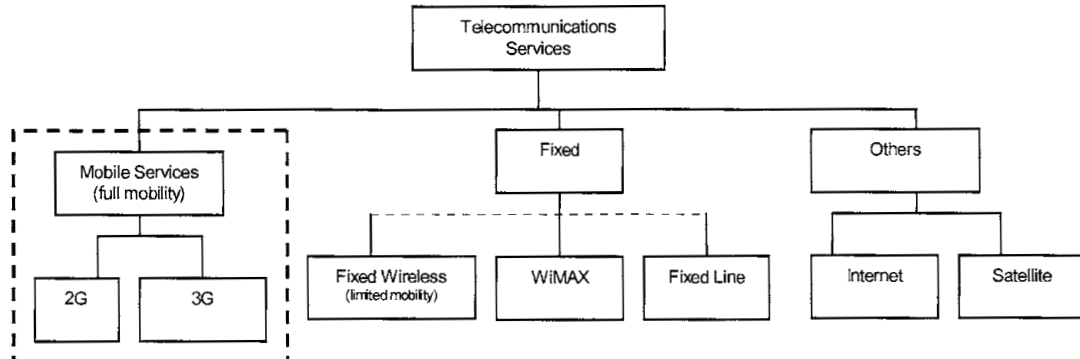 Telecommunications
Services
Mobile Services
(full mobility)
Fixed
Others
2G
3G
Fixed Wireless
(limited mobility)
WiMAX
Fixed Line
Internet
Satellite